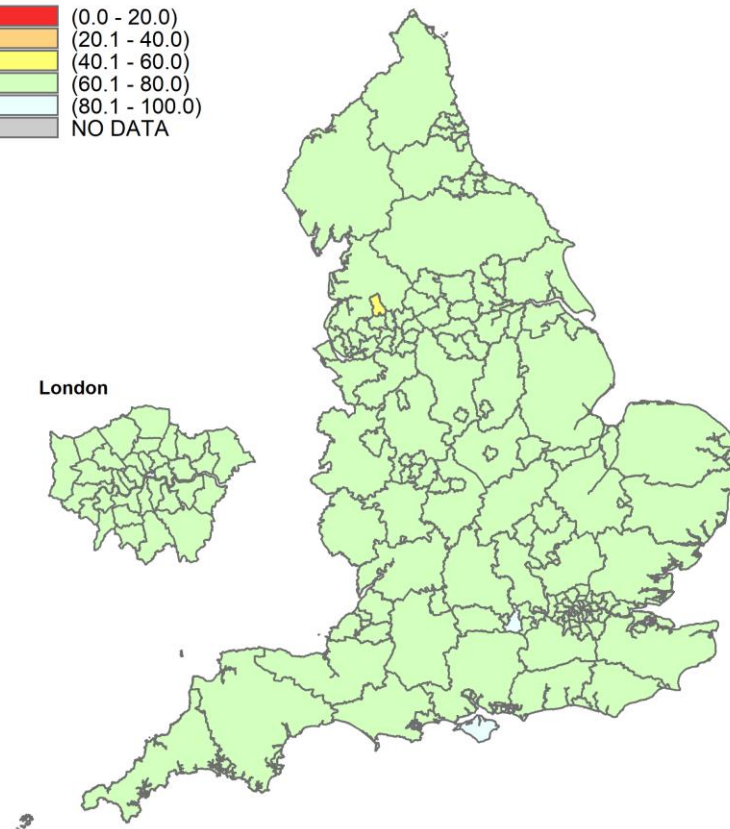 (0.0 - 20.0)
(20.1 - 40.0)
(40.1 - 60.0)
(60.1 - 80.0)
(80.1 - 100.0)
NO DATA
London